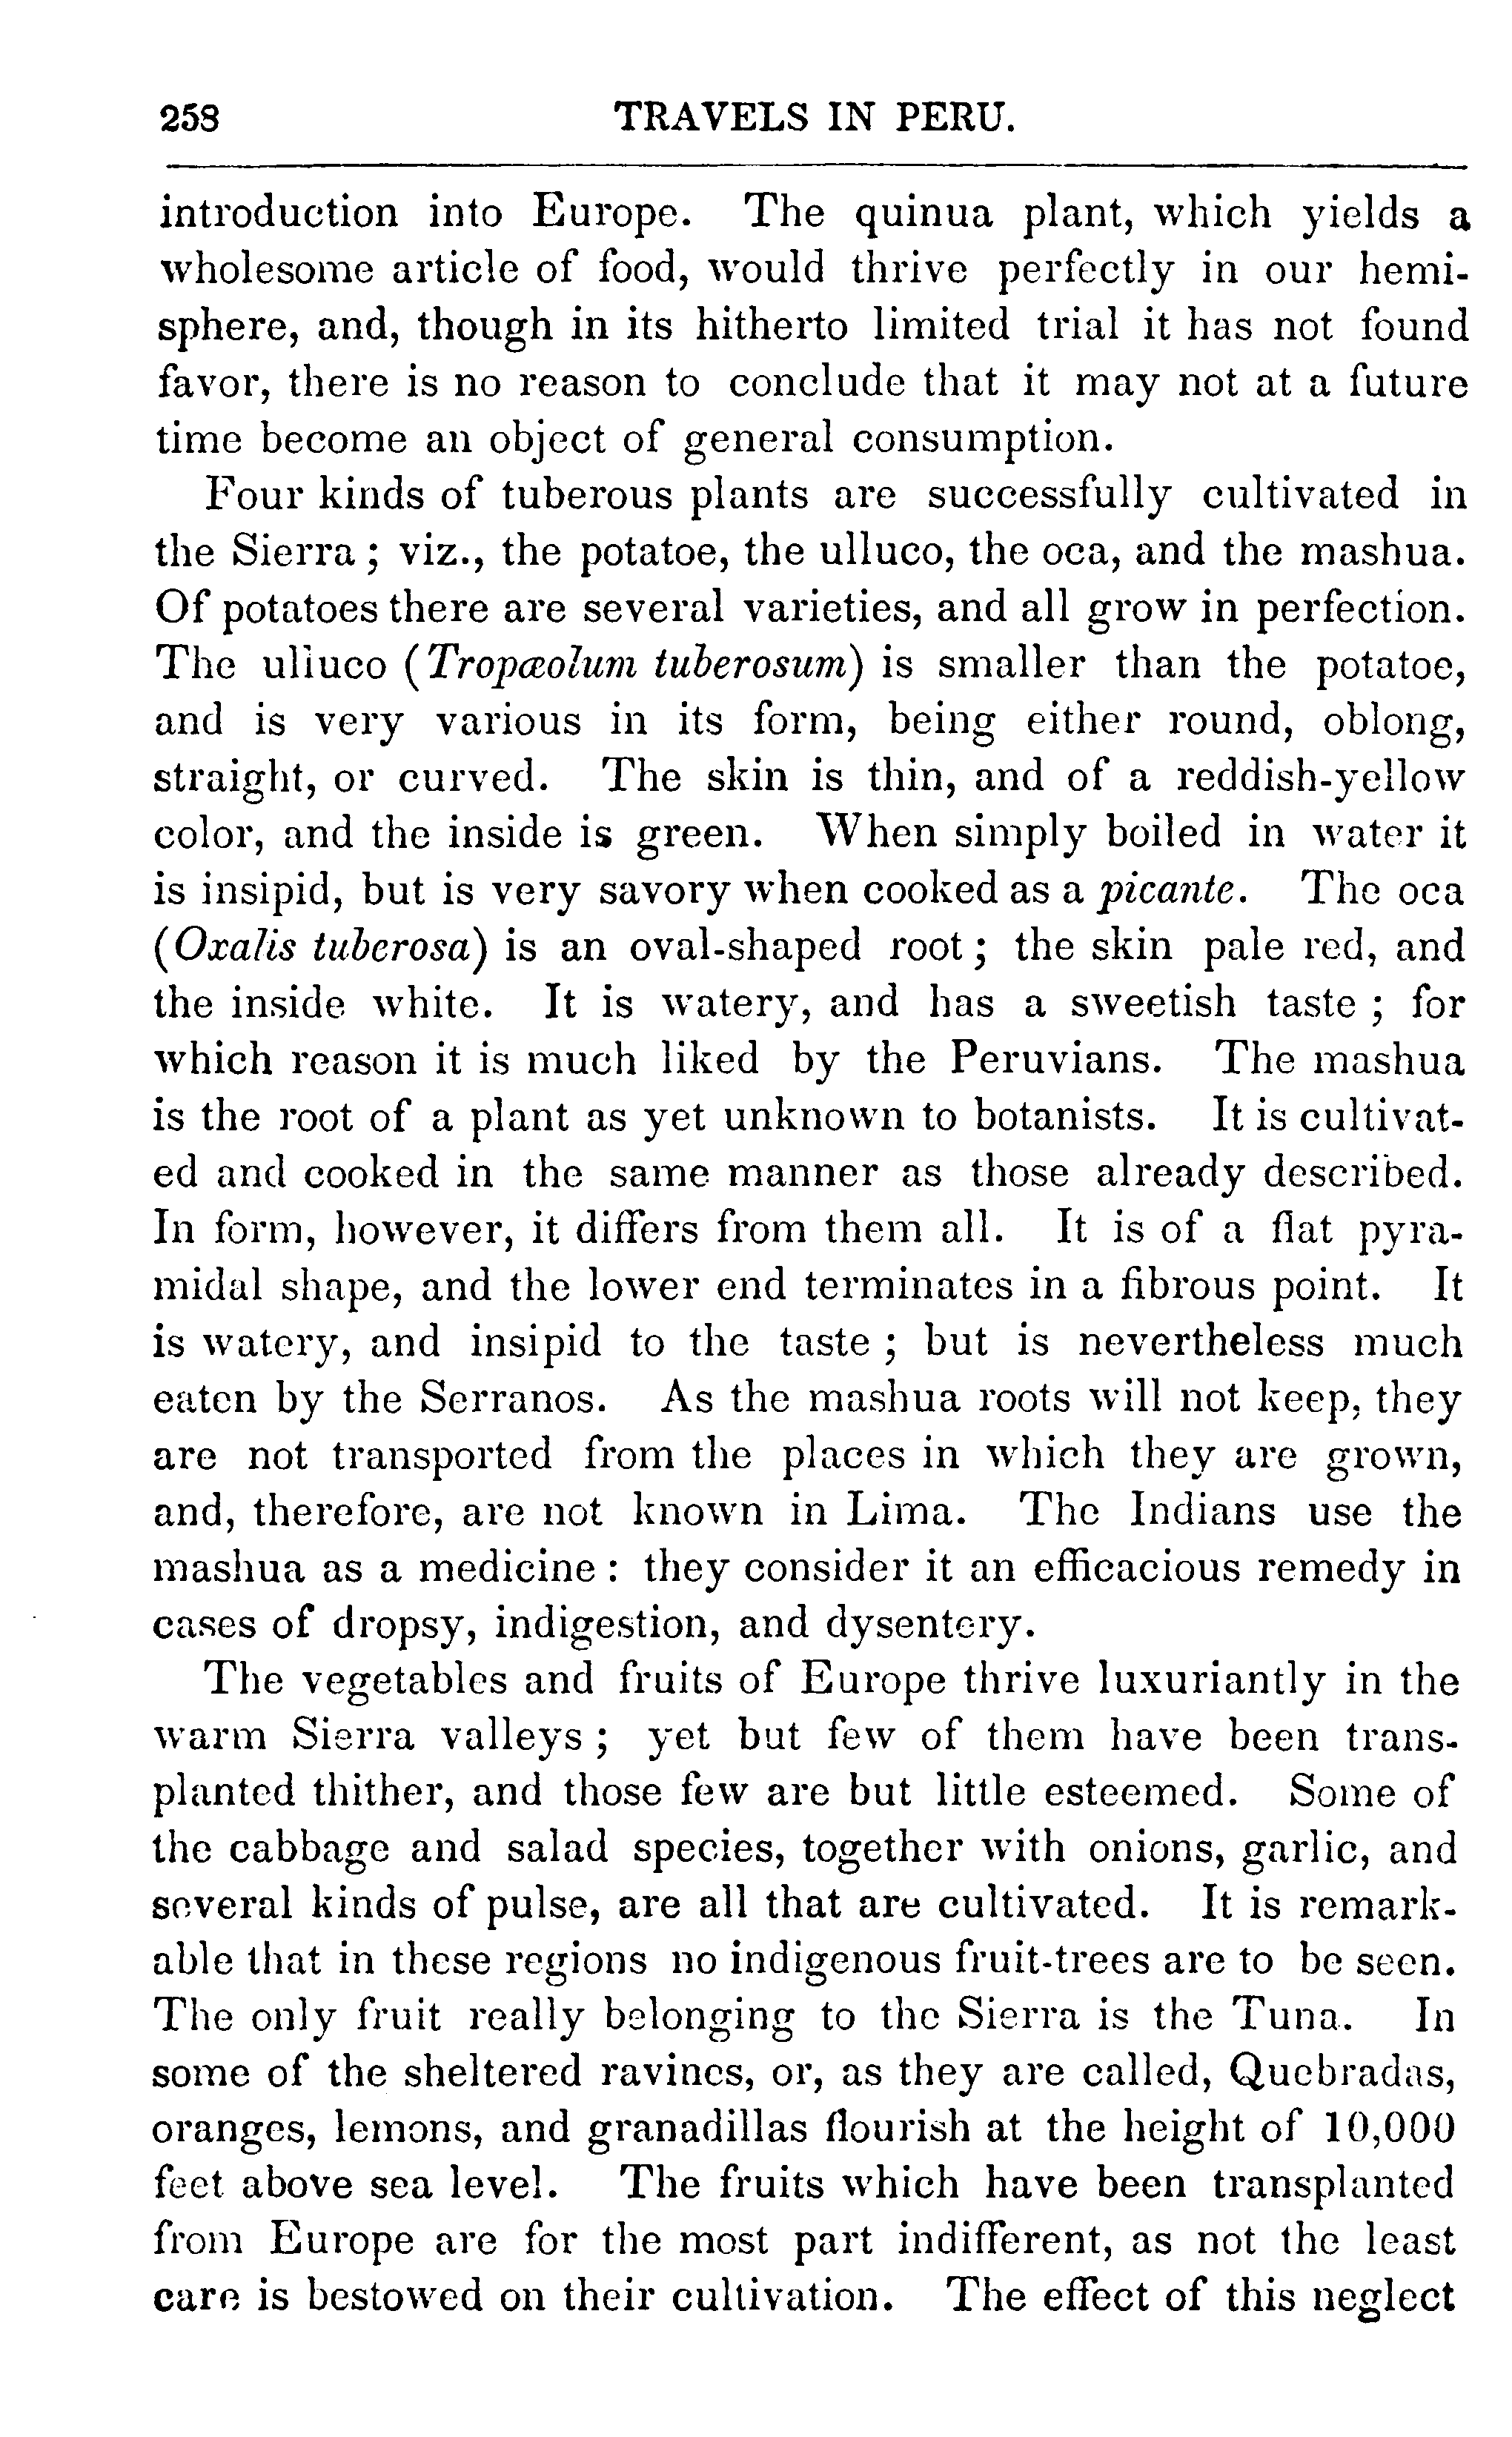 258 TRAVELS IN PERU.
introduction into Europe. The quinua plant, which yields a
wholesome article of food, would thrive perfectly in our hemi-
sphere, and, though in its hitherto limited trial it has not found
favor, there is no reason to conclude that it may not at a future
time become an object of general consumption.
Four kinds of tuberous plants are successfully cultivated in
the Sierra ; viz., the potatoe, the ulluco, the oca, and the mashua.
Of potatoes there are several varieties, and all grow in perfection.
The ulluco (Tropæolum tuberosum) is smaller than the potatoe,
and is very various in its form, being either round, oblong,
straight, or curved. The skin is thin, and of a reddish-yellow
color, and the inside is green. When simply boiled in water it
is insipid, but is very savory when cooked as a picante. The oca
(Oxalis tuberosa) is an oval-shaped root ; the skin pale red, and
the inside white. It is watery, and has a sweetish taste ; for
which reason it is much liked by the Peruvians. The mashua
is the root of a plant as yet unknown to botanists. It is cultivat-
ed and cooked in the same manner as those already described.
In form, however, it differs from them all. It is of a flat pyra-
midal shape, and the lower end terminates in a fibrous point. It
is watery, and insipid to the taste ; but is nevertheless much
eaten by the Serranos. As the mashua roots will not keep, they
are not transported from the places in which they are grown,
and, therefore, are not known in Lima. The Indians use the
mashua as a medicine : they consider it an efficacious remedy in
cases of dropsy, indigestion, and dysentery.
The vegetables and fruits of Europe thrive luxuriantly in the
warm Sierra valleys ; yet but few of them have been trans-
planted thither, and those few are but little esteemed. Some of
the cabbage and salad species, together with onions, garlic, and
several kinds of pulse, are all that are cultivated. It is remark-
able that in these regions no indigenous fruit-trees are to be seen.
The only fruit really belonging to the Sierra is the Tuna. In
some of the sheltered ravines, or, as they are called, Quebradas,
oranges, lemons, and granadillas flourish at the height of 10,000
feet above sea level. The fruits which have been transplanted
from Europe are for the most part indifferent, as not the least
care is bestowed on their cultivation. The effect of this neglect